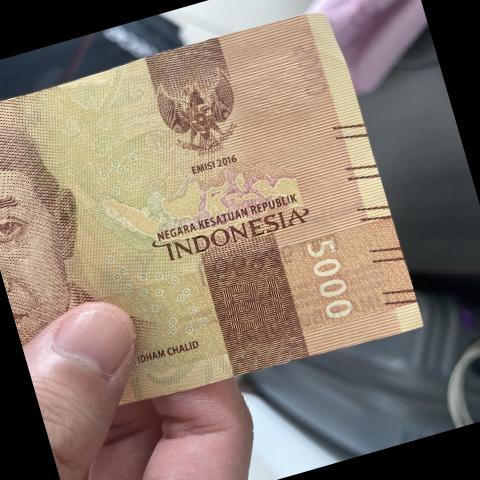 EMISI 2016
NEGARA KESATUAN REPUBLIK
INDONESIA
5000
IDHAM CHALID